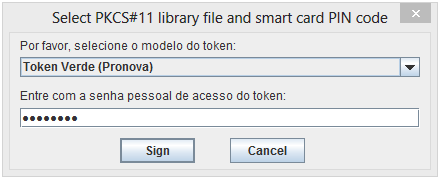 Select PKCS#11 library file and smart card PIN code
Por favor, selecione o modelo do token:
Token Verde (Pronova)
Entre com a senha pessoal de acesso do token:
••••••••
Sign Cancel